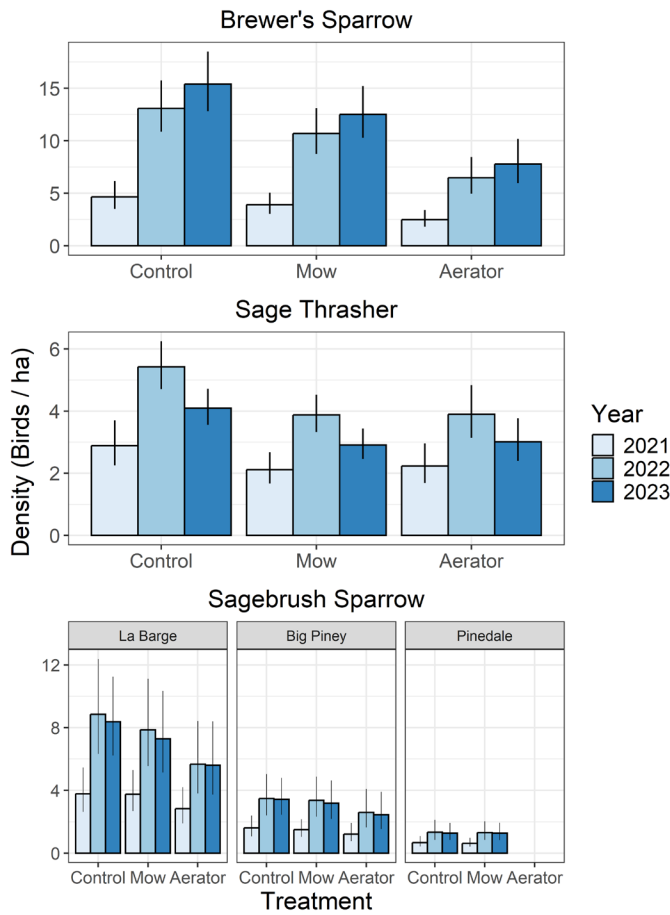 Brewer's Sparrow
15
10
5
0
Control Mow Aerator
Sage Thrasher
6
4
2
0
Control Mow Aerator
Density (Birds / ha)
Year
2021
2022
2023
Sagebrush Sparrow
La Barge Big Piney Pinedale
12
8
4
0
Control Mow Aerator Control Mow Aerator Control Mow Aerator
Treatment